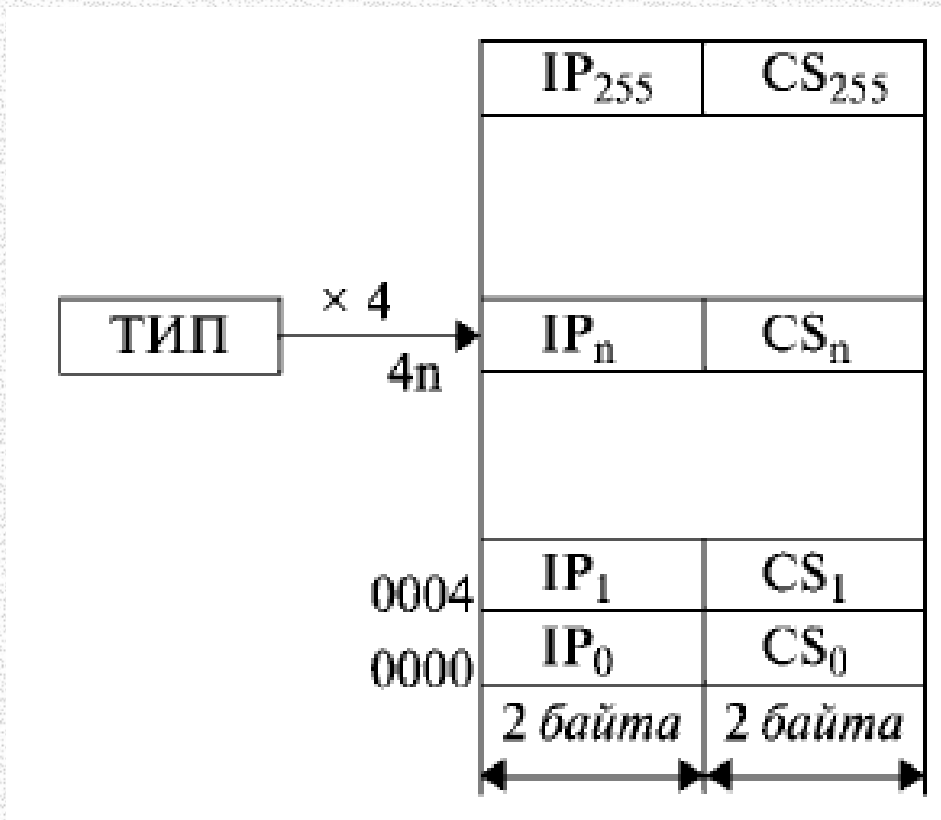 IP255 CS255
× 4
ТИП IPn CSn
4n
IP1 CS1
0004
IP0 CS0
0000
2 байта 2 байта